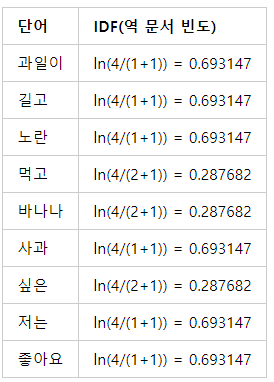 단어 IDF(역 문서 빈도)
과일이 ln(4/(1+1)) = 0.693147
길고 ln(4/(1+1)) = 0.693147
노란 ln(4/(1+1)) = 0.693147
먹고 ln(4/(2+1)) = 0.287682
바나나 ln(4/(2+1)) = 0.287682
사과 ln(4/(1+1)) = 0.693147
싶은 ln(4/(2+1)) = 0.287682
저는 ln(4/(1+1)) = 0.693147
좋아요 ln(4/(1+1)) = 0.693147